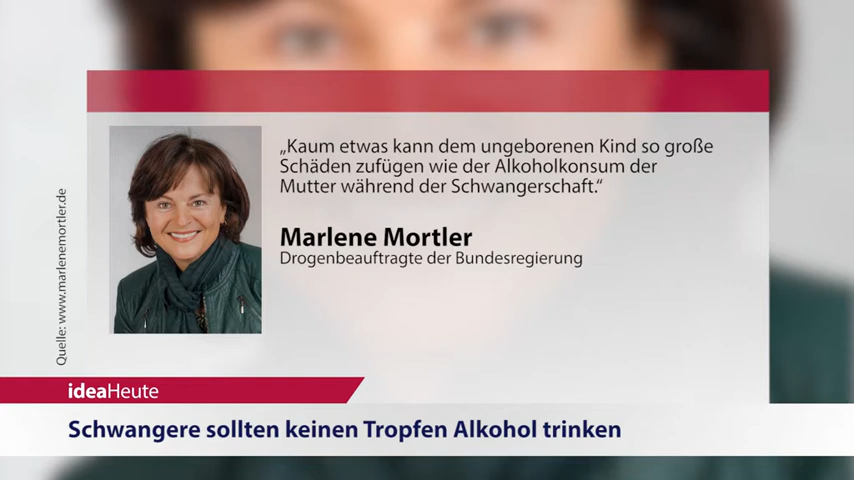 „Kaum etwas kann dem ungeborenen Kind so große
Schäden zufügen wie der Alkoholkonsum der
Mutter während der Schwangerschaft.“
Marlene Mortler
Drogenbeauftragte der Bundesregierung
Quelle: www.marlenemortler.de
ideaHeute
Schwangere sollten keinen Tropfen Alkohol trinken